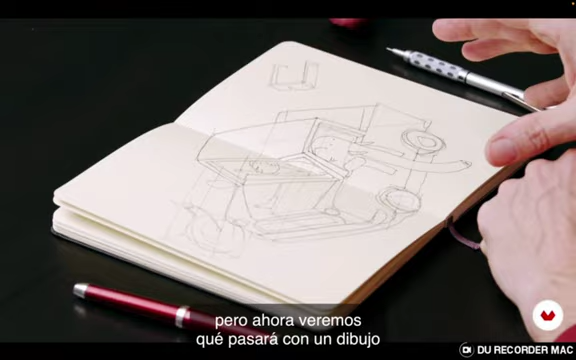 pero ahora veremos
qué pasará con un dibujo
DU RECORDER MAC